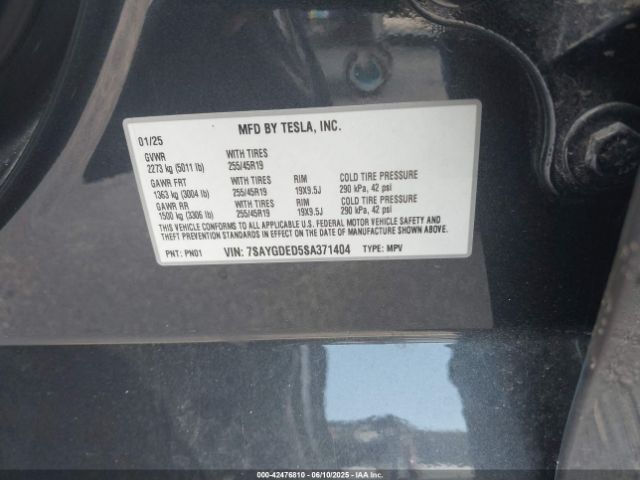 01/25 MFD BY TESLA, INC.
GVWR WITH TIRES
2273 kg (5011 lb) 255/45R19
GAWR FRT WITH TIRES RIM COLD TIRE PRESSURE
1363 kg (3004 lb) 255/45R19 19X9.5J 290 kPa, 42 psi
GAWR RR WITH TIRES RIM COLD TIRE PRESSURE
1500 kg (3306 lb) 255/45R19 19X9.5J 290 kPa, 42 psi
THIS VEHICLE CONFORMS TO ALL APPLICABLE U.S. FEDERAL MOTOR VEHICLE SAFETY AND
THEFT PREVENTION STANDARDS IN EFFECT ON THE DATE OF MANUFACTURE SHOWN ABOVE.
PNT: PN01 VIN: 7SAYGDED5SA371404 TYPE: MPV
000-42476810 - 06/10/2025 - IAAI.com